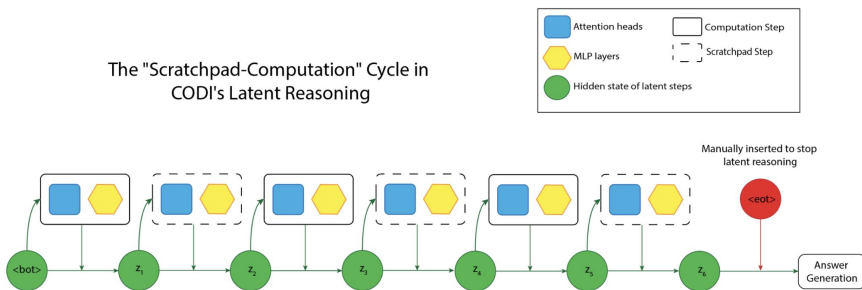 Attention heads
Computation Step
MLP layers
Scratchpad Step
Hidden state of latent steps
The "Scratchpad-Computation" Cycle in
CODI's Latent Reasoning
Manually inserted to stop
latent reasoning
<eot>
<bot>
z₁
z₂
z₃
z₄
z₅
z₆
Answer
Generation